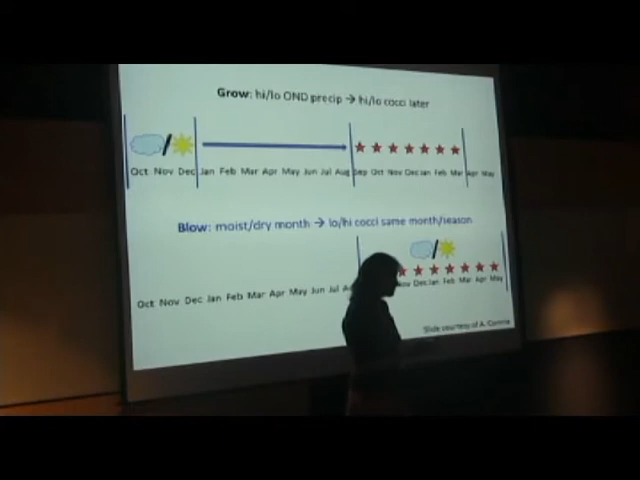 Grow: hi/lo OND precip → hi/lo cocci later
Oct Nov Dec Jan Feb Mar Apr May Jun Jul Aug Sep Oct Nov Dec Jan Feb Mar Apr May
Blow: moist/dry month → lo/hi cocci same month/season
Oct Nov Dec Jan Feb Mar Apr May Jun Jul Nov Dec Jan Feb Mar Apr May
Slide courtesy of A. Comrie